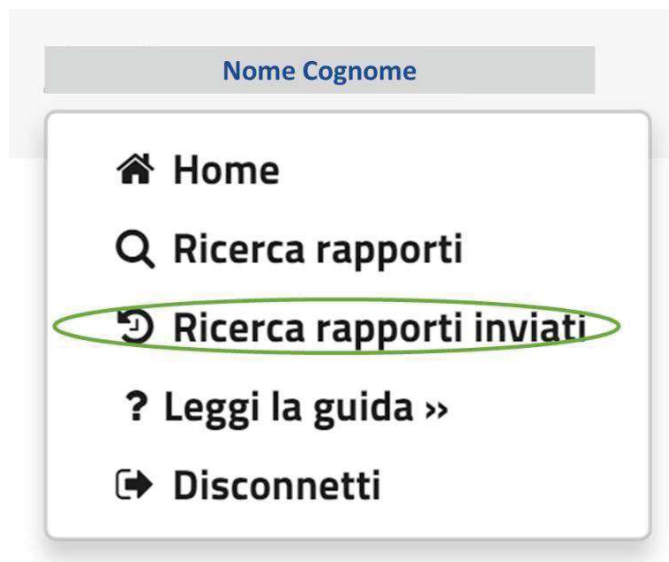 Nome Cognome
Home
Ricerca rapporti
Ricerca rapporti inviati
? Leggi la guida »
Disconnetti